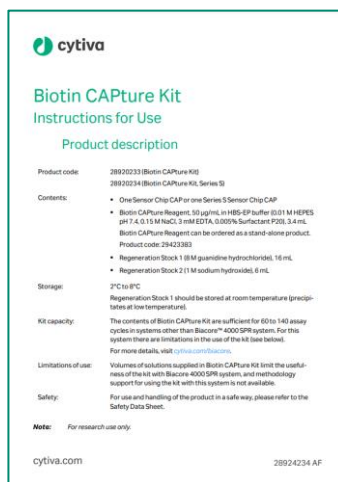 cytiva
Biotin CAPture Kit
Instructions for Use
Product description
Product code: 28920233 (Biotin CAPture Kit)
28920234 (Biotin CAPture Kit, Series S)
Contents: • One Sensor Chip CAP or one Series S Sensor Chip CAP
• Biotin CAPture Reagent, 50 µg/mL in HBS-EP buffer (0.01 M HEPES
pH 7.4, 0.15 M NaCl, 3 mM EDTA, 0.005% Surfactant P20), 3.4 mL
Biotin CAPture Reagent can be ordered as a stand-alone product.
Product code: 29423383
• Regeneration Stock 1 (8 M guanidine hydrochloride), 16 mL
• Regeneration Stock 2 (1 M sodium hydroxide), 6 mL
Storage: 2°C to 8°C
Regeneration Stock 1 should be stored at room temperature (precipi-
tates at low temperature).
Kit capacity: The contents of Biotin CAPture Kit are sufficient for 60 to 140 assay
cycles in systems other than Biacore™ 4000 SPR system. For this
system there are limitations in the use of the kit (see below).
For more details, visit cytiva.com/biacore.
Limitations of use: Volumes of solutions supplied in Biotin CAPture Kit limit the useful-
ness of the kit with Biacore 4000 SPR system, and methodology
support for using the kit with this system is not available.
Safety: For use and handling of the product in a safe way, please refer to the
Safety Data Sheet.
Note: For research use only.
cytiva.com 28924234 AF